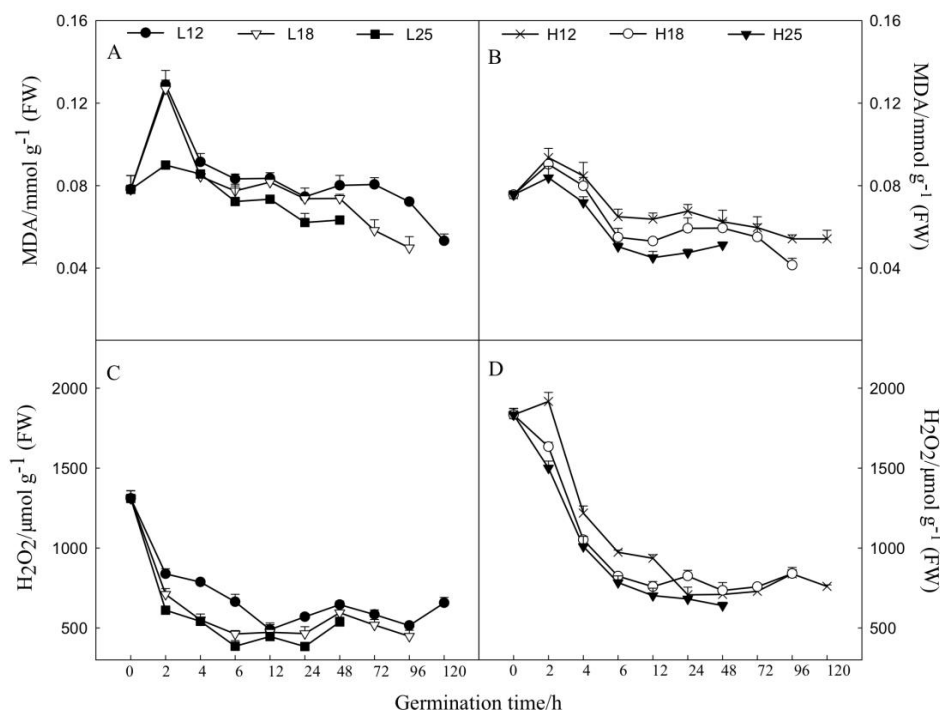 0.16
0.12
0.08
0.04
MDA/mmol g-1 (FW)
L12 L18 L25
A
H12 H18 H25
B
0.16
0.12
0.08
0.04
MDA/mmol g-1 (FW)
2000
1500
1000
500
H2O2/μmol g-1 (FW)
C
D
2000
1500
1000
500
H2O2/μmol g-1 (FW)
0 2 4 6 12 24 48 72 96 120
0 2 4 6 12 24 48 72 96 120
Germination time/h